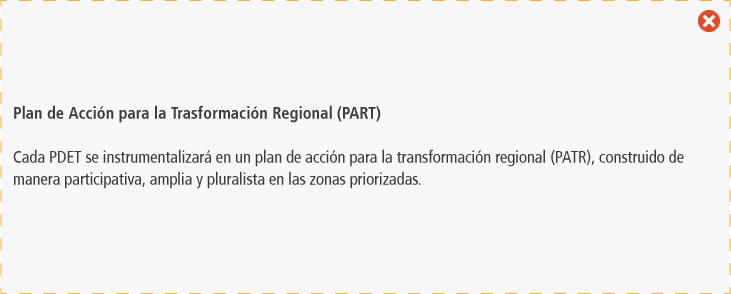 Plan de Acción para la Trasformación Regional (PART)
Cada PDET se instrumentalizará en un plan de acción para la transformación regional (PATR), construido de
manera participativa, amplia y pluralista en las zonas priorizadas.